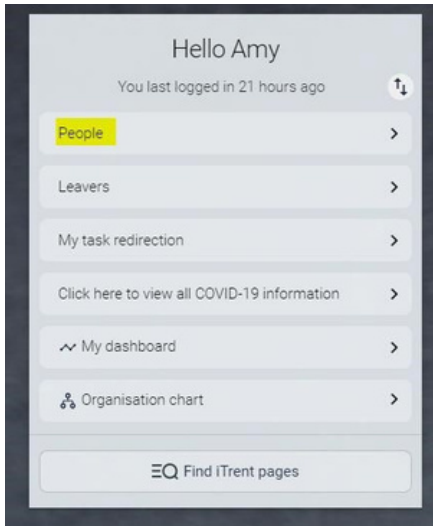 Hello Amy
You last logged in 21 hours ago
People
Leavers
My task redirection
Click here to view all COVID-19 information
My dashboard
Organisation chart
Find iTrent pages